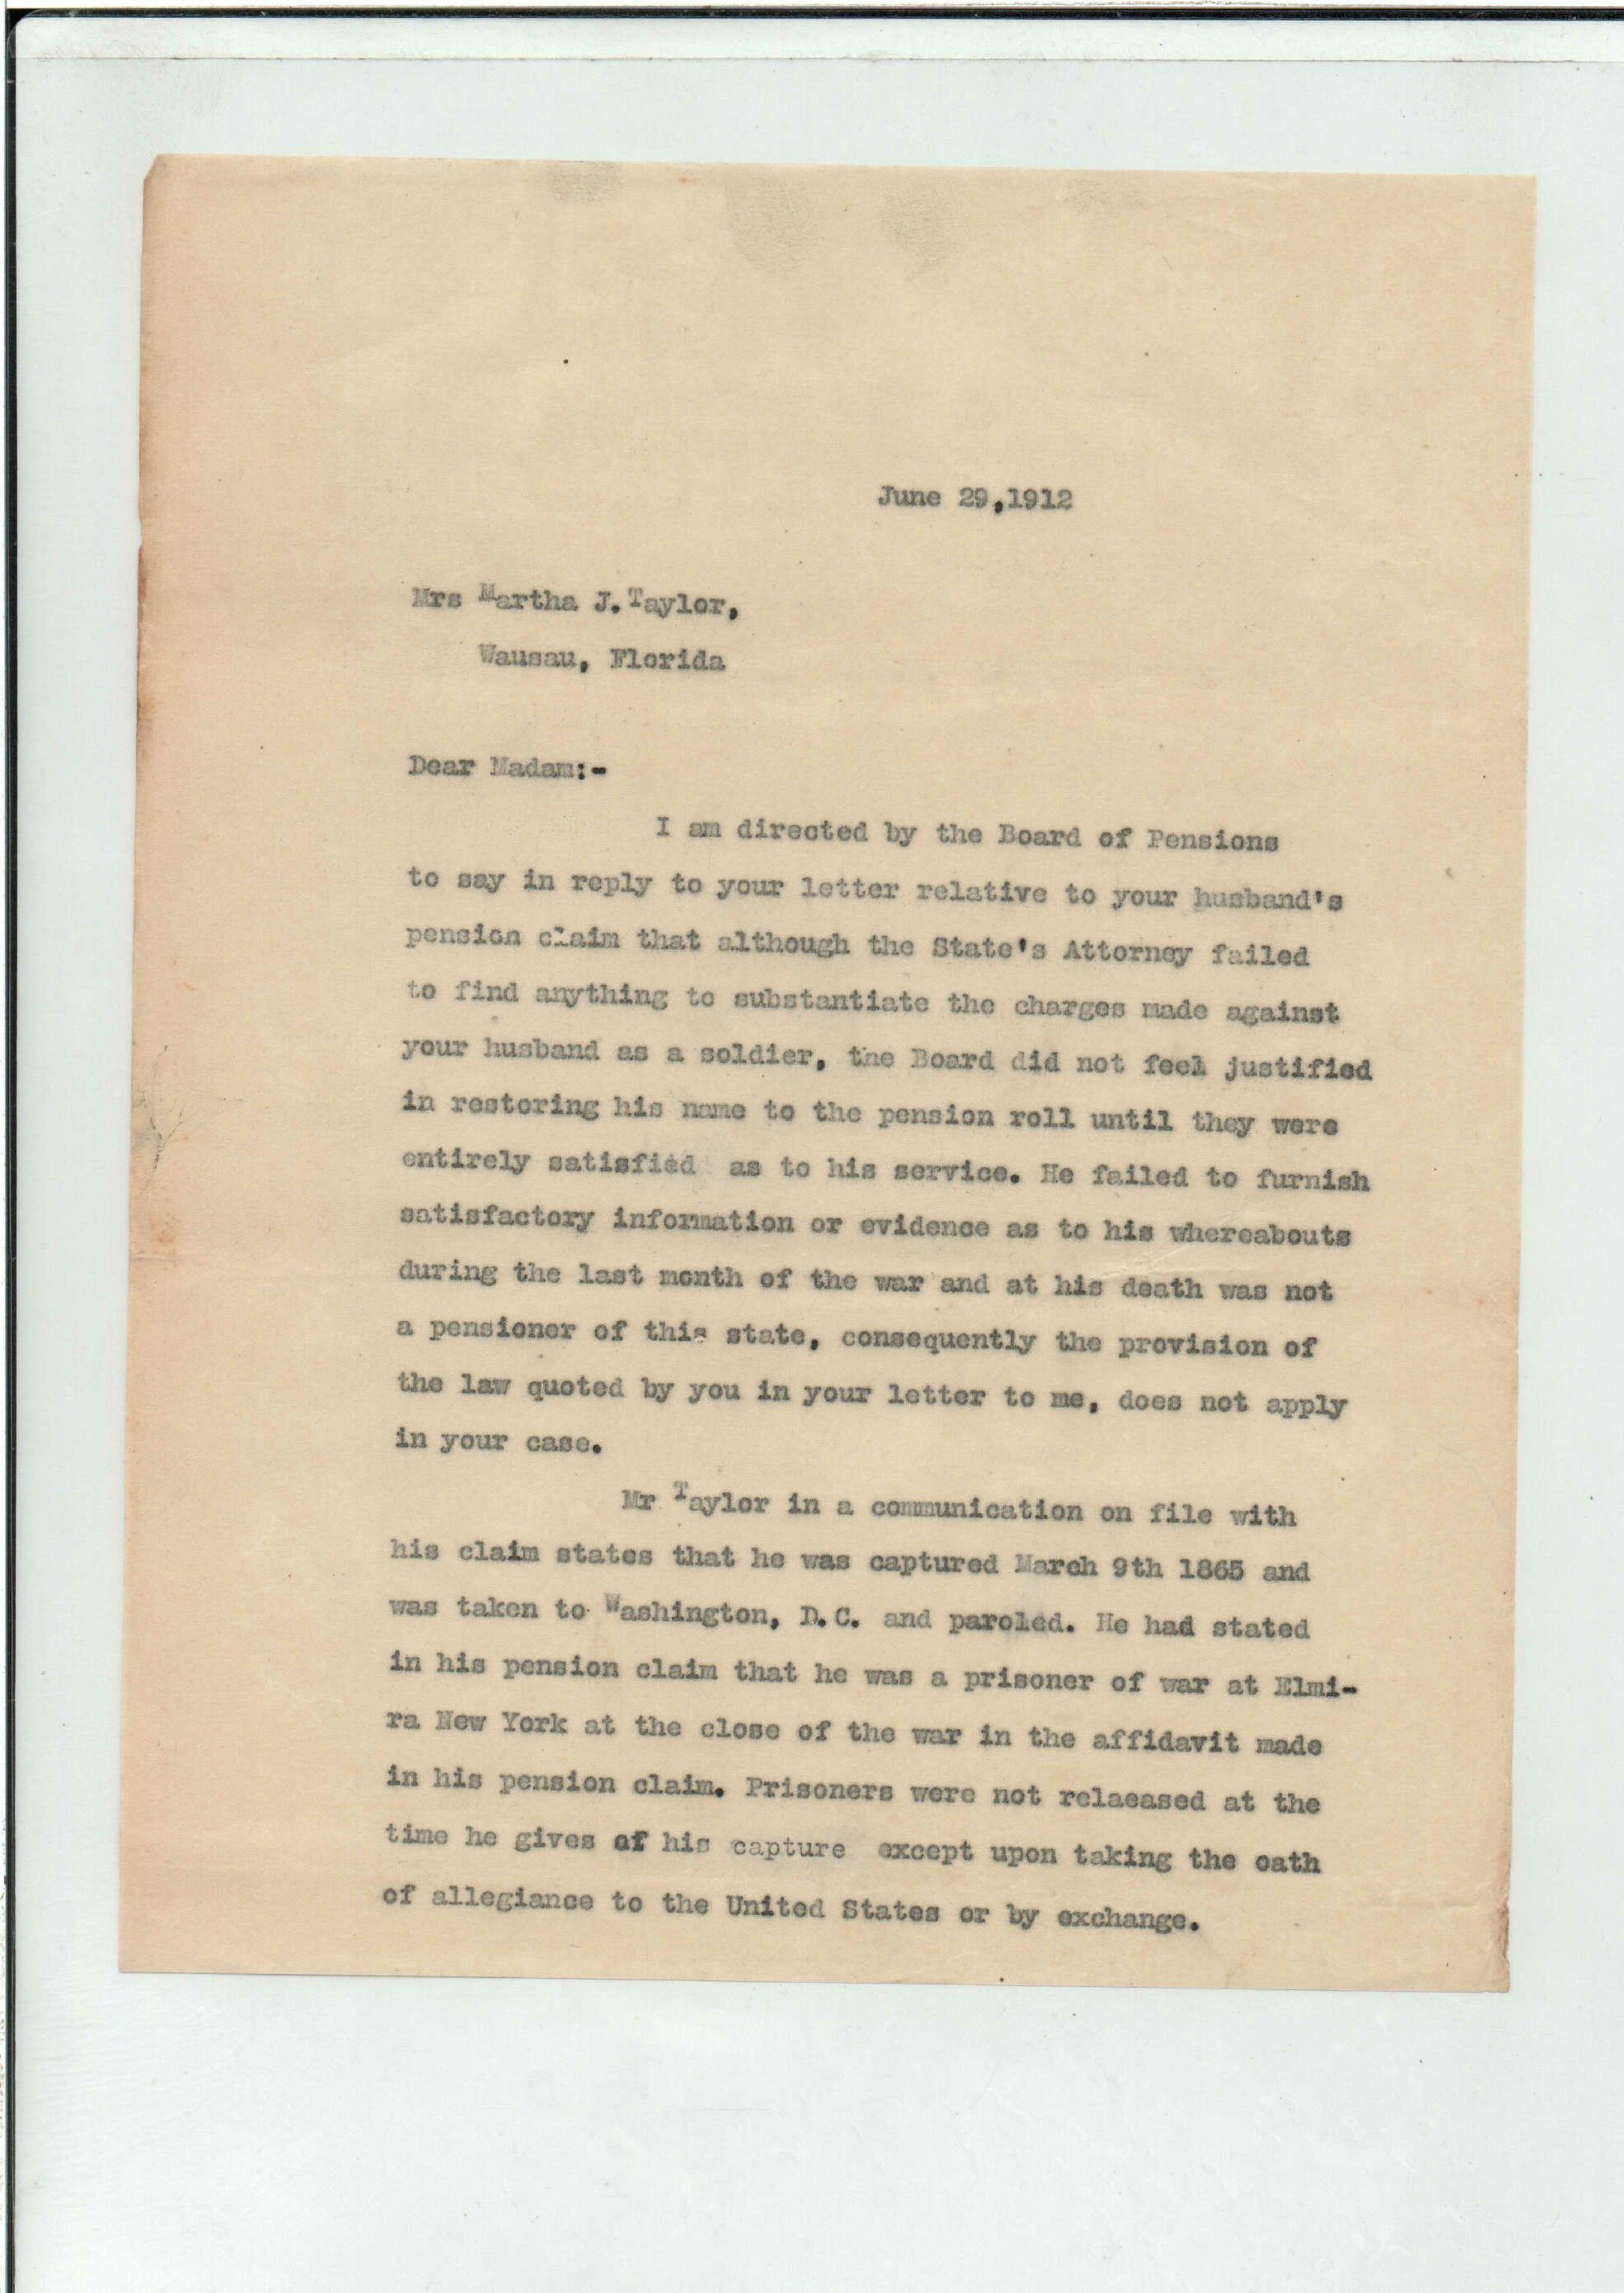 June 29,1912
Mrs Martha J.Taylor,
Wausau, Florida
Dear Madam:-
I am directed by the Board of Pensions
to say in reply to your letter relative to your husband's
pension claim that although the State's Attorney failed
to find anything to substantiate the charges made against
your husband as a soldier, the Board did not feel justified
in restoring his name to the pension roll until they were
entirely satisfied as to his service. He failed to furnish
satisfactory information or evidence as to his whereabouts
during the last month of the war and at his death was not
a pensioner of this state, consequently the provision of
the law quoted by you in your letter to me, does not apply
in your case.
Mr Taylor in a communication on file with
his claim states that he was captured March 9th 1865 and
was taken to Washington, D.C. and paroled. He had stated
in his pension claim that he was a prisoner of war at Elmi-
ra New York at the close of the war in the affidavit made
in his pension claim. Prisoners were not relaeased at the
time he gives of his capture except upon taking the oath
of allegiance to the United States or by exchange.